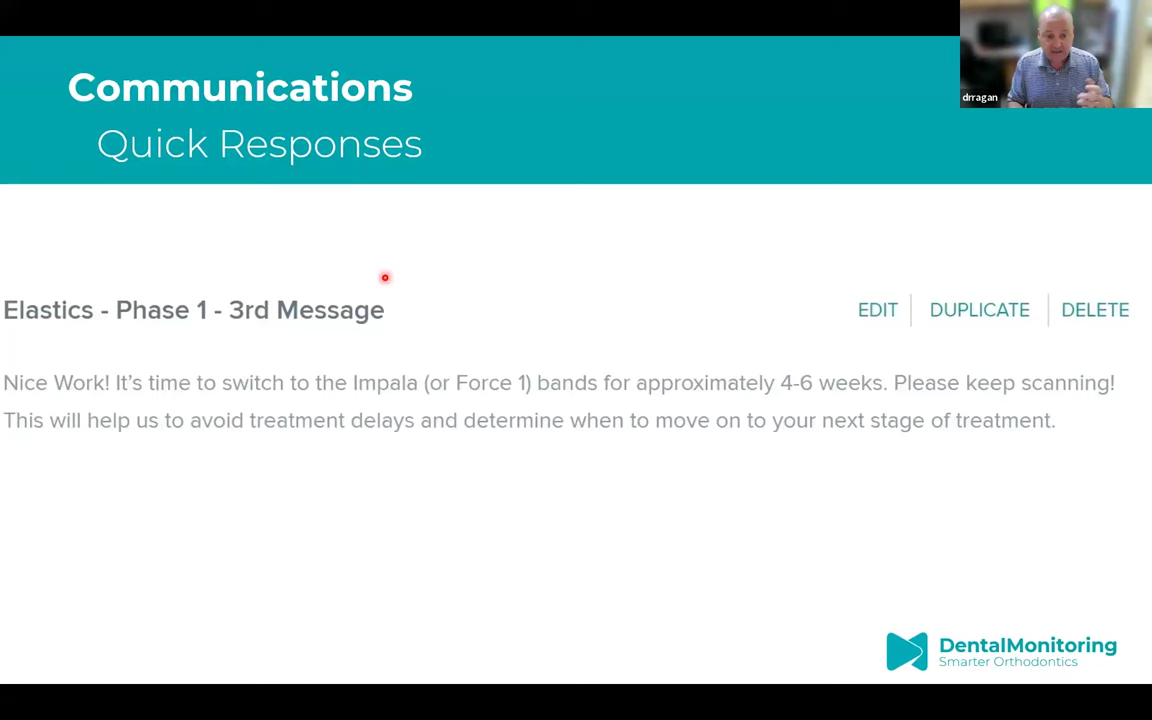 Communications
Quick Responses
drragan
Elastics - Phase 1 - 3rd Message
EDIT
DUPLICATE
DELETE
Nice Work! It’s time to switch to the Impala (or Force 1) bands for approximately 4-6 weeks. Please keep scanning!
This will help us to avoid treatment delays and determine when to move on to your next stage of treatment.
DentalMonitoring
Smarter Orthodontics